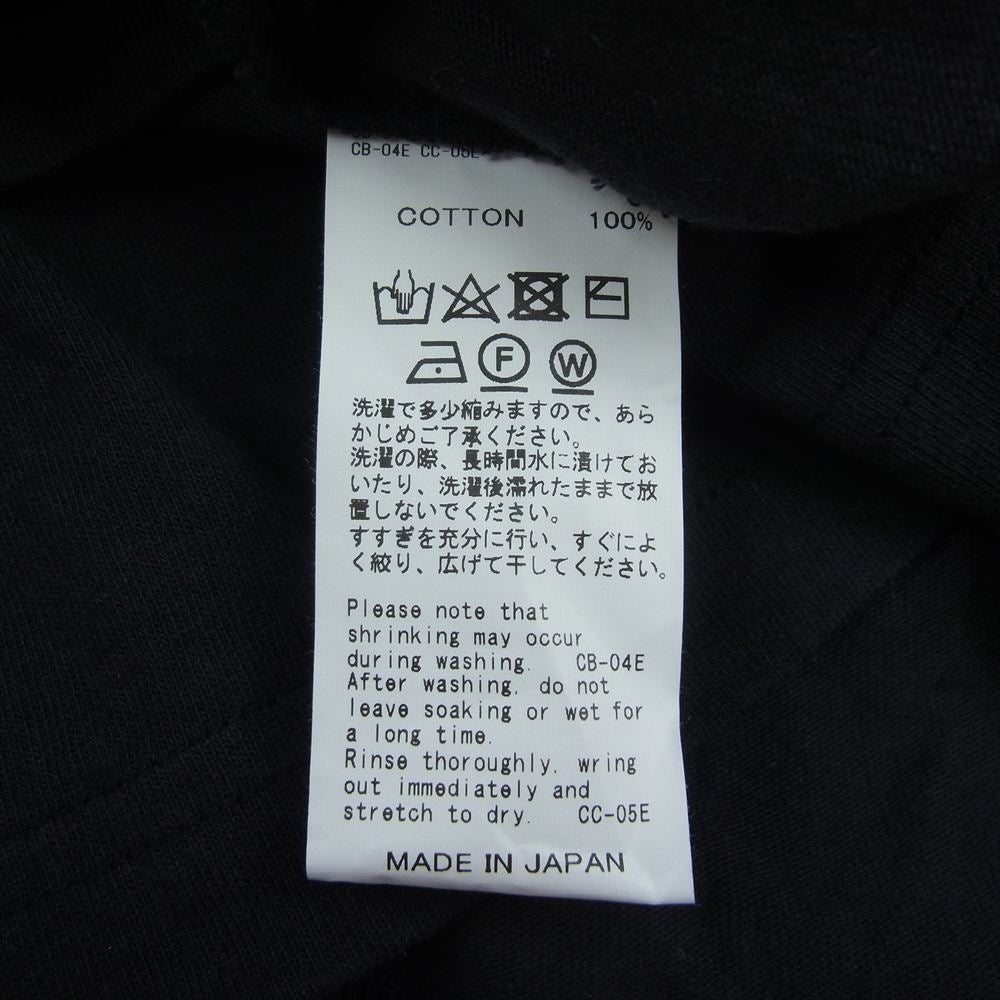 CB-04E CC-05E
COTTON 100%
F W
洗濯で多少縮みますので、あら
かじめご了承ください。
洗濯の際、長時間水に漬けてお
いたり、洗濯後濡れたままで放
置しないでください。
すすぎを充分に行い、すぐによ
く絞り、広げて干してください。
Please note that
shrinking may occur
during washing. CB-04E
After washing, do not
leave soaking or wet for
a long time.
Rinse thoroughly, wring
out immediately and
stretch to dry. CC-05E
MADE IN JAPAN